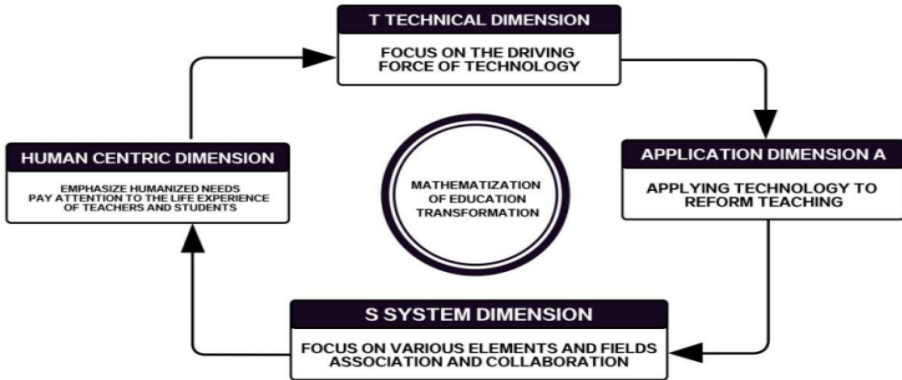 T TECHNICAL DIMENSION
FOCUS ON THE DRIVING
FORCE OF TECHNOLOGY
HUMAN CENTRIC DIMENSION
EMPHASIZE HUMANIZED NEEDS
PAY ATTENTION TO THE LIFE EXPERIENCE
OF TEACHERS AND STUDENTS
MATHEMATIZATION
OF EDUCATION
TRANSFORMATION
APPLICATION DIMENSION A
APPLYING TECHNOLOGY TO
REFORM TEACHING
S SYSTEM DIMENSION
FOCUS ON VARIOUS ELEMENTS AND FIELDS
ASSOCIATION AND COLLABORATION